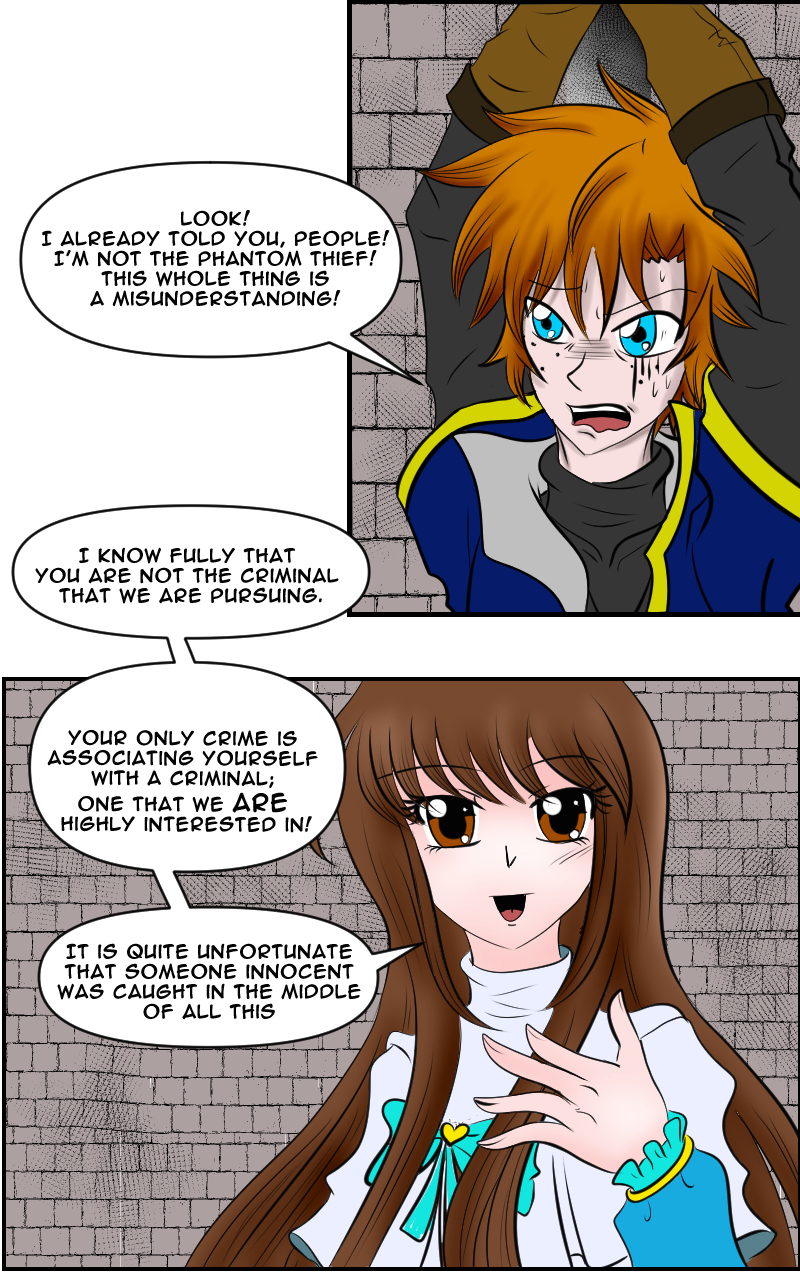 LOOK!
I ALREADY TOLD YOU, PEOPLE!
I'M NOT THE PHANTOM THIEF!
THIS WHOLE THING IS
A MISUNDERSTANDING!
I KNOW FULLY THAT
YOU ARE NOT THE CRIMINAL
THAT WE ARE PURSUING.
YOUR ONLY CRIME IS
ASSOCIATING YOURSELF
WITH A CRIMINAL;
ONE THAT WE ARE
HIGHLY INTERESTED IN!
IT IS QUITE UNFORTUNATE
THAT SOMEONE INNOCENT
WAS CAUGHT IN THE MIDDLE
OF ALL THIS